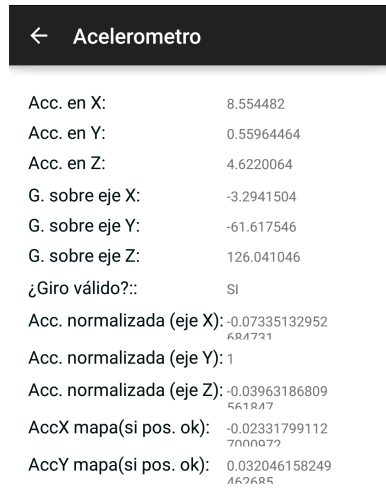 Acelerometro
Acc. en X: 8.554482
Acc. en Y: 0.55964464
Acc. en Z: 4.6220064
G. sobre eje X: -3.2941504
G. sobre eje Y: -61.617546
G. sobre eje Z: 126.041046
¿Giro válido?:: SI
Acc. normalizada (eje X): -0.07335132952
684731
Acc. normalizada (eje Y): 1
Acc. normalizada (eje Z): -0.03963186809
561847
AccX mapa(si pos. ok): -0.02331799112
7000972
AccY mapa(si pos. ok): 0.032046158249
462685